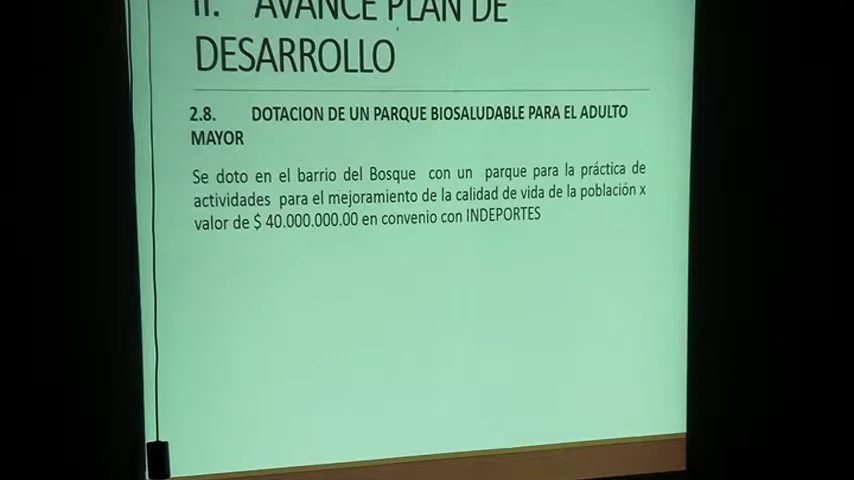 II. AVANCE PLAN DE
DESARROLLO
2.8. DOTACION DE UN PARQUE BIOSALUDABLE PARA EL ADULTO
MAYOR
Se doto en el barrio del Bosque con un parque para la práctica de
actividades para el mejoramiento de la calidad de vida de la población x
valor de $ 40.000.000.00 en convenio con INDEPORTES